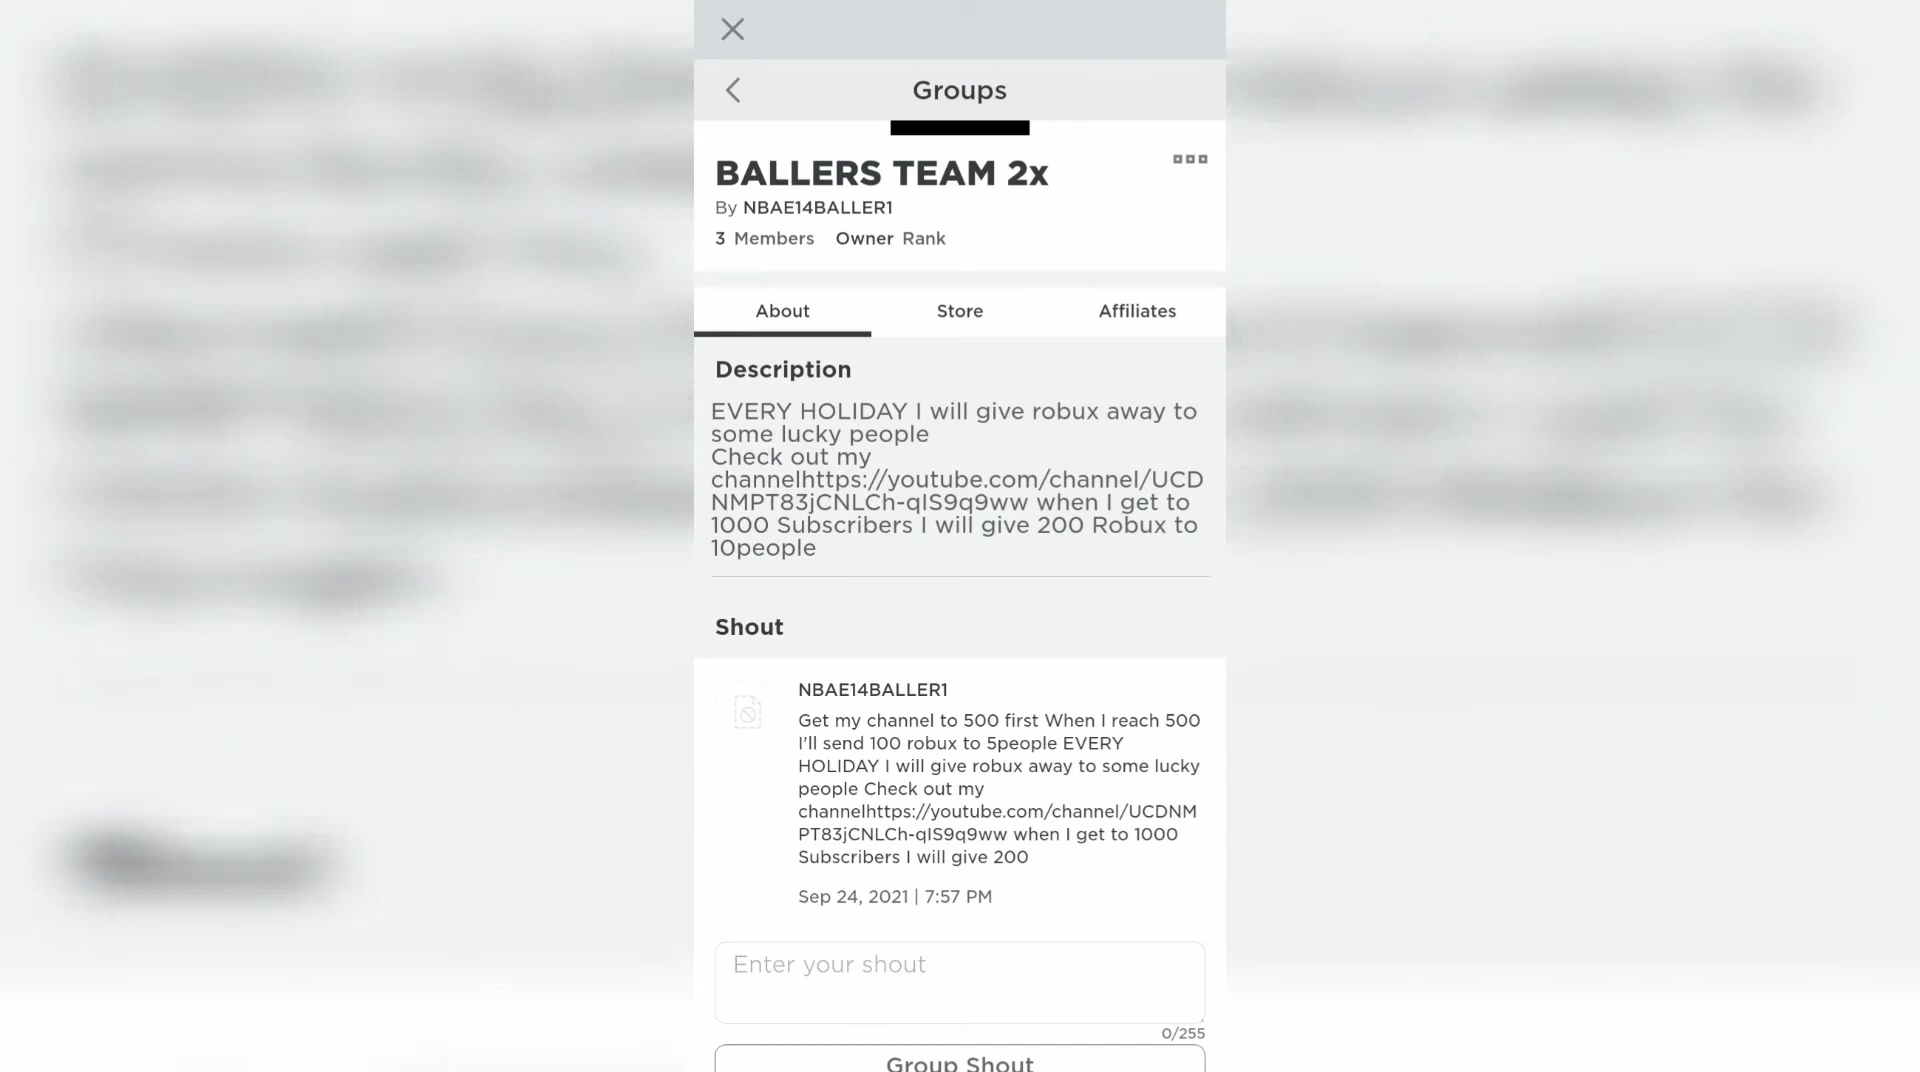 Groups
BALLERS TEAM 2x
By NBAE14BALLER1
3 Members Owner Rank
About Store Affiliates
Description
EVERY HOLIDAY I will give robux away to
some lucky people
Check out my
channelhttps://youtube.com/channel/UCD
NMPT83jCNLCh-qIS9q9ww when I get to
1000 Subscribers I will give 200 Robux to
10people
Shout
NBAE14BALLER1
Get my channel to 500 first When I reach 500
I'll send 100 robux to 5people EVERY
HOLIDAY I will give robux away to some lucky
people Check out my
channelhttps://youtube.com/channel/UCDNM
PT83jCNLCh-qIS9q9ww when I get to 1000
Subscribers I will give 200
Sep 24, 2021 | 7:57 PM
Enter your shout
0/255
Group Shout